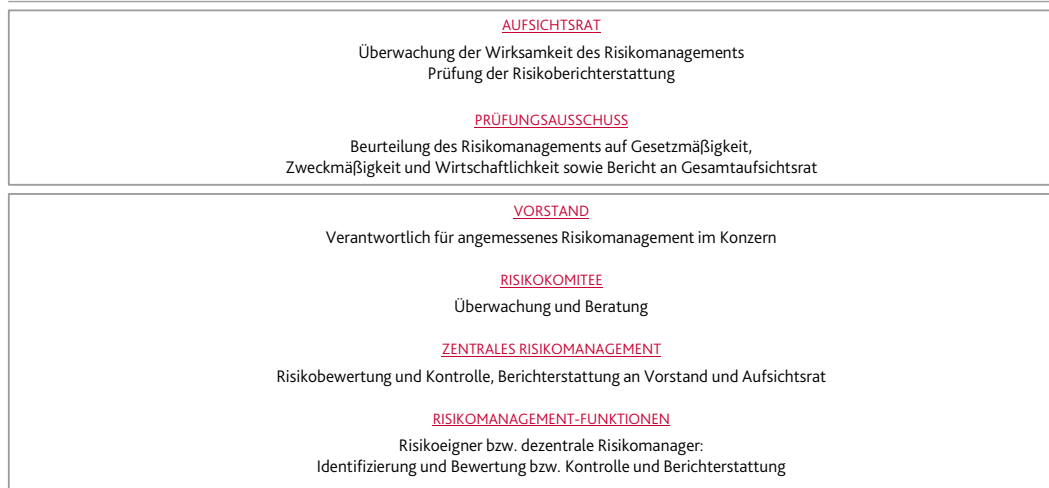 AUFSICHTSRAT
Überwachung der Wirksamkeit des Risikomanagements
Prüfung der Risikoberichterstattung
PRÜFUNGSAUSSCHUSS
Beurteilung des Risikomanagements auf Gesetzmäßigkeit,
Zweckmäßigkeit und Wirtschaftlichkeit sowie Bericht an Gesamtaufsichtsrat
VORSTAND
Verantwortlich für angemessenes Risikomanagement im Konzern
RISIKOKOMITEE
Überwachung und Beratung
ZENTRALES RISIKOMANAGEMENT
Risikobewertung und Kontrolle, Berichterstattung an Vorstand und Aufsichtsrat
RISIKOMANAGEMENT-FUNKTIONEN
Risikoeigner bzw. dezentrale Risikomanager:
Identifizierung und Bewertung bzw. Kontrolle und Berichterstattung